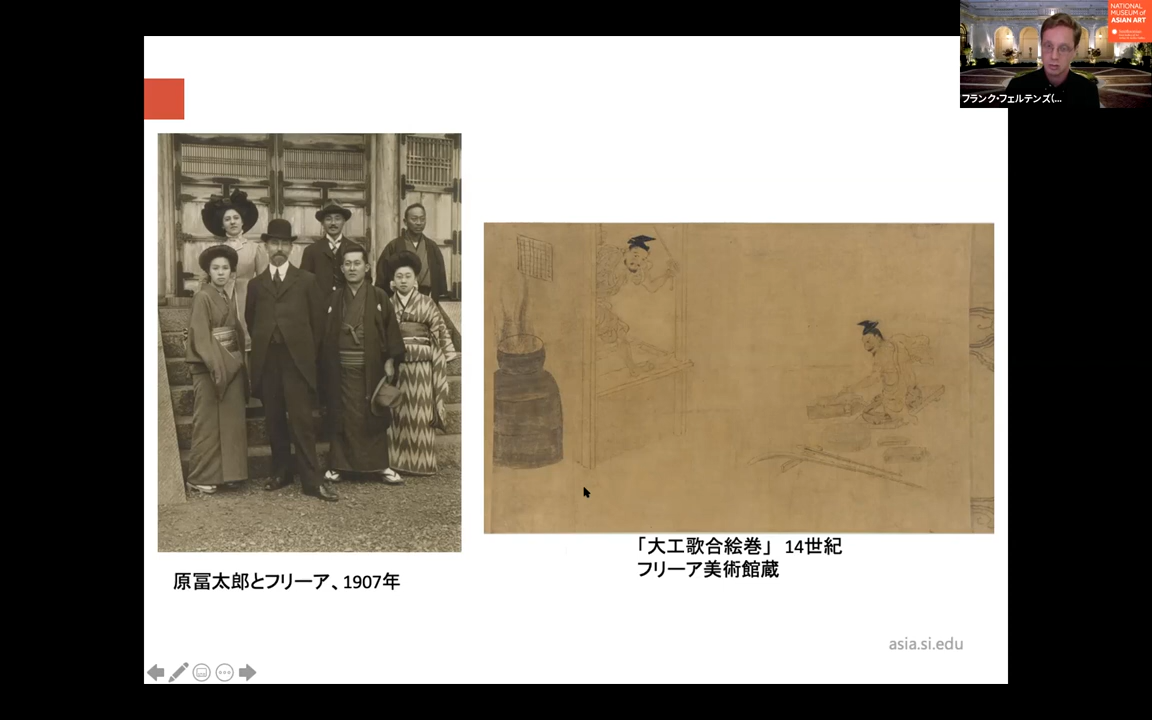 NATIONAL
MUSEUM of
ASIAN ART
Smithsonian
フランク・フェルテンズ(...
「大工歌合絵巻」 14世紀
フリーア美術館蔵
原冨太郎とフリーア、1907年
asia.si.edu